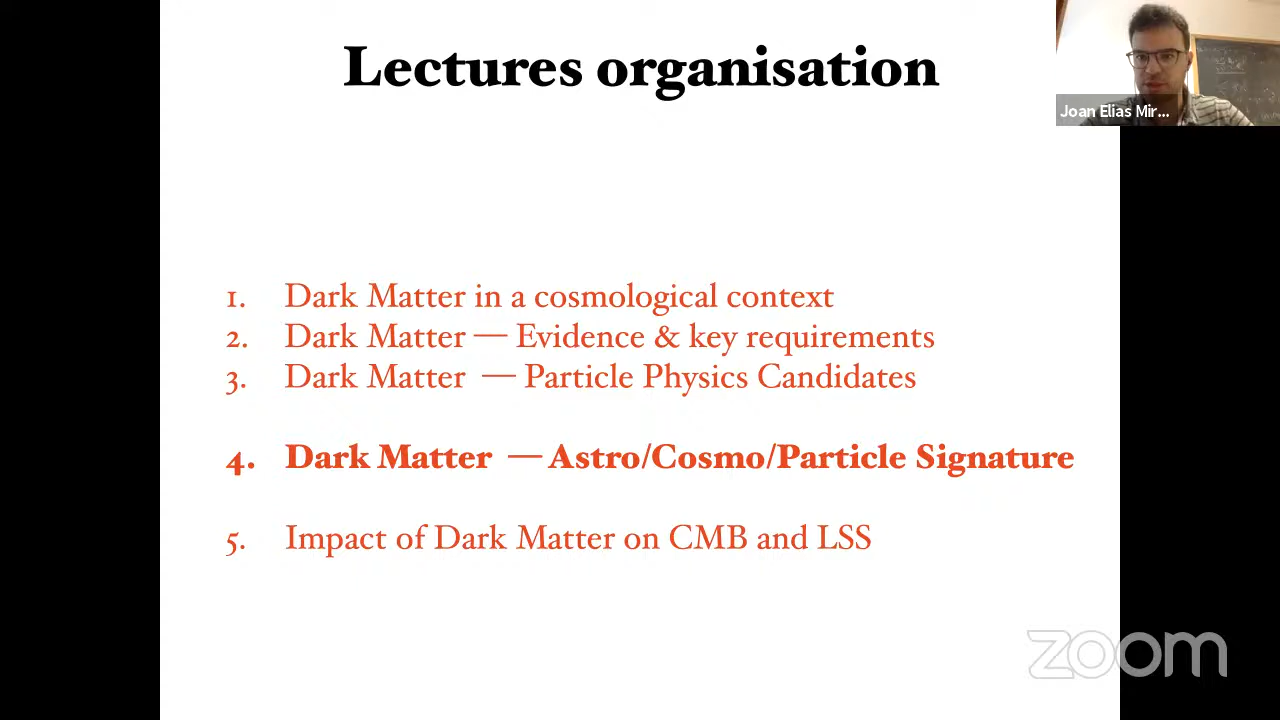 Lectures organisation
Joan Elias Mir...
1. Dark Matter in a cosmological context
2. Dark Matter — Evidence & key requirements
3. Dark Matter — Particle Physics Candidates
4. Dark Matter — Astro/Cosmo/Particle Signature
5. Impact of Dark Matter on CMB and LSS
zoom